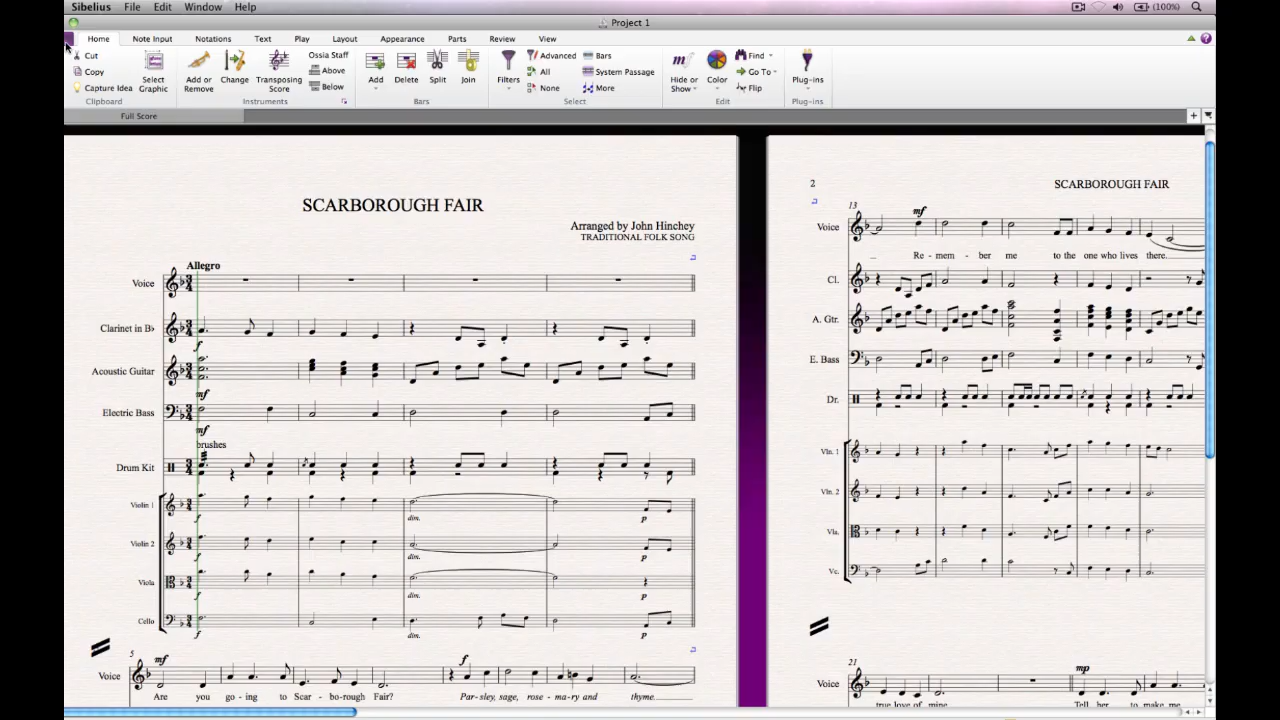 Sibelius File Edit Window Help (100%)
Project 1
Home Note Input Notations Text Play Layout Appearance Parts Review View
Cut
Copy
Capture Idea
Clipboard
Select Graphic
Add or Remove
Change
Transposing Score
Ossia Staff
Above
Below
Instruments
Add
Delete
Split
Join
Bars
Filters
Advanced
All
None
Bars
System Passage
More
Select
Hide or Show
Color
Find
Go To
Flip
Edit
Plug-ins
Plug-ins
Full Score
SCARBOROUGH FAIR
Arranged by John Hinchey
TRADITIONAL FOLK SONG
Allegro
Voice
Clarinet in B♭
f
Acoustic Guitar
mf
Electric Bass
mf
brushes
Drum Kit
Violin 1
f dim. p
Violin 2
f dim. p
Viola
f dim. p
Cello
f dim. p
5 mf f
Voice
Are you go - ing to Scar - bo-rough Fair? Par - sley, sage, rose - ma - ry and thyme.
2 SCARBOROUGH FAIR
13 mf
Voice
Re - mem - ber me to the one who lives there.
Cl.
A. Gtr.
E. Bass
Dr.
Vln. 1
Vln. 2
Vla.
Vc.
21 mp
Voice
true love of mine. Tell her to make me